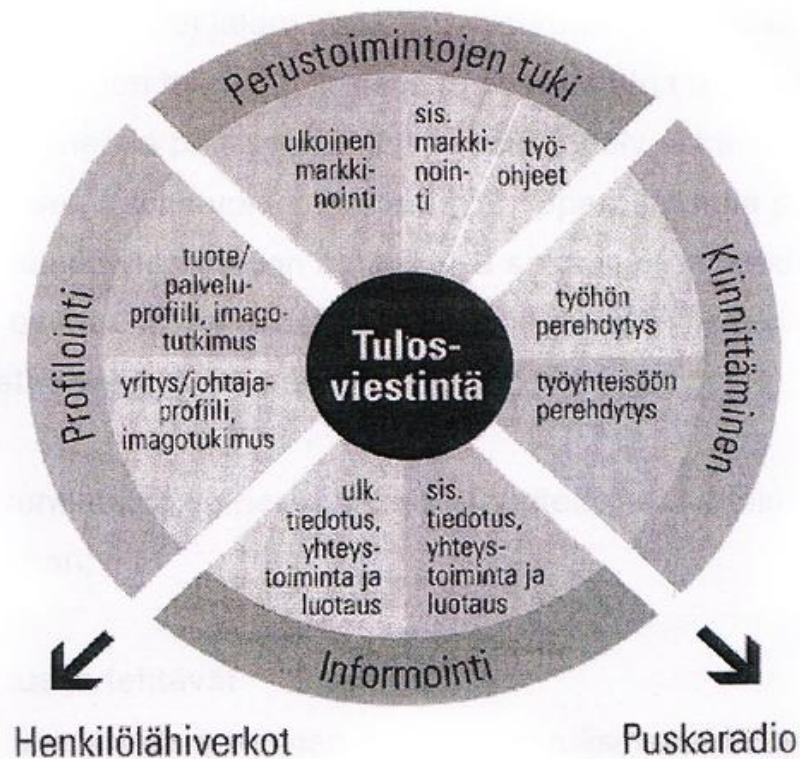 Perustoimintojen tuki
ulkoinen
markki-
nointi
sis.
markki-
noin-
ti
työ-
ohjeet
Profilointi
tuote/
palvelu-
profiili, imago-
tutkimus
yritys/johtaja-
profiili,
imagotukimus
Tulos-
viestintä
Kiinnittäminen
työhön
perehdytys
työyhteisöön
perehdytys
ulk.
tiedotus,
yhteys-
toiminta ja
luotaus
sis.
tiedotus,
yhteys-
toiminta ja
luotaus
Informointi
Henkilölähiverkot
Puskaradio